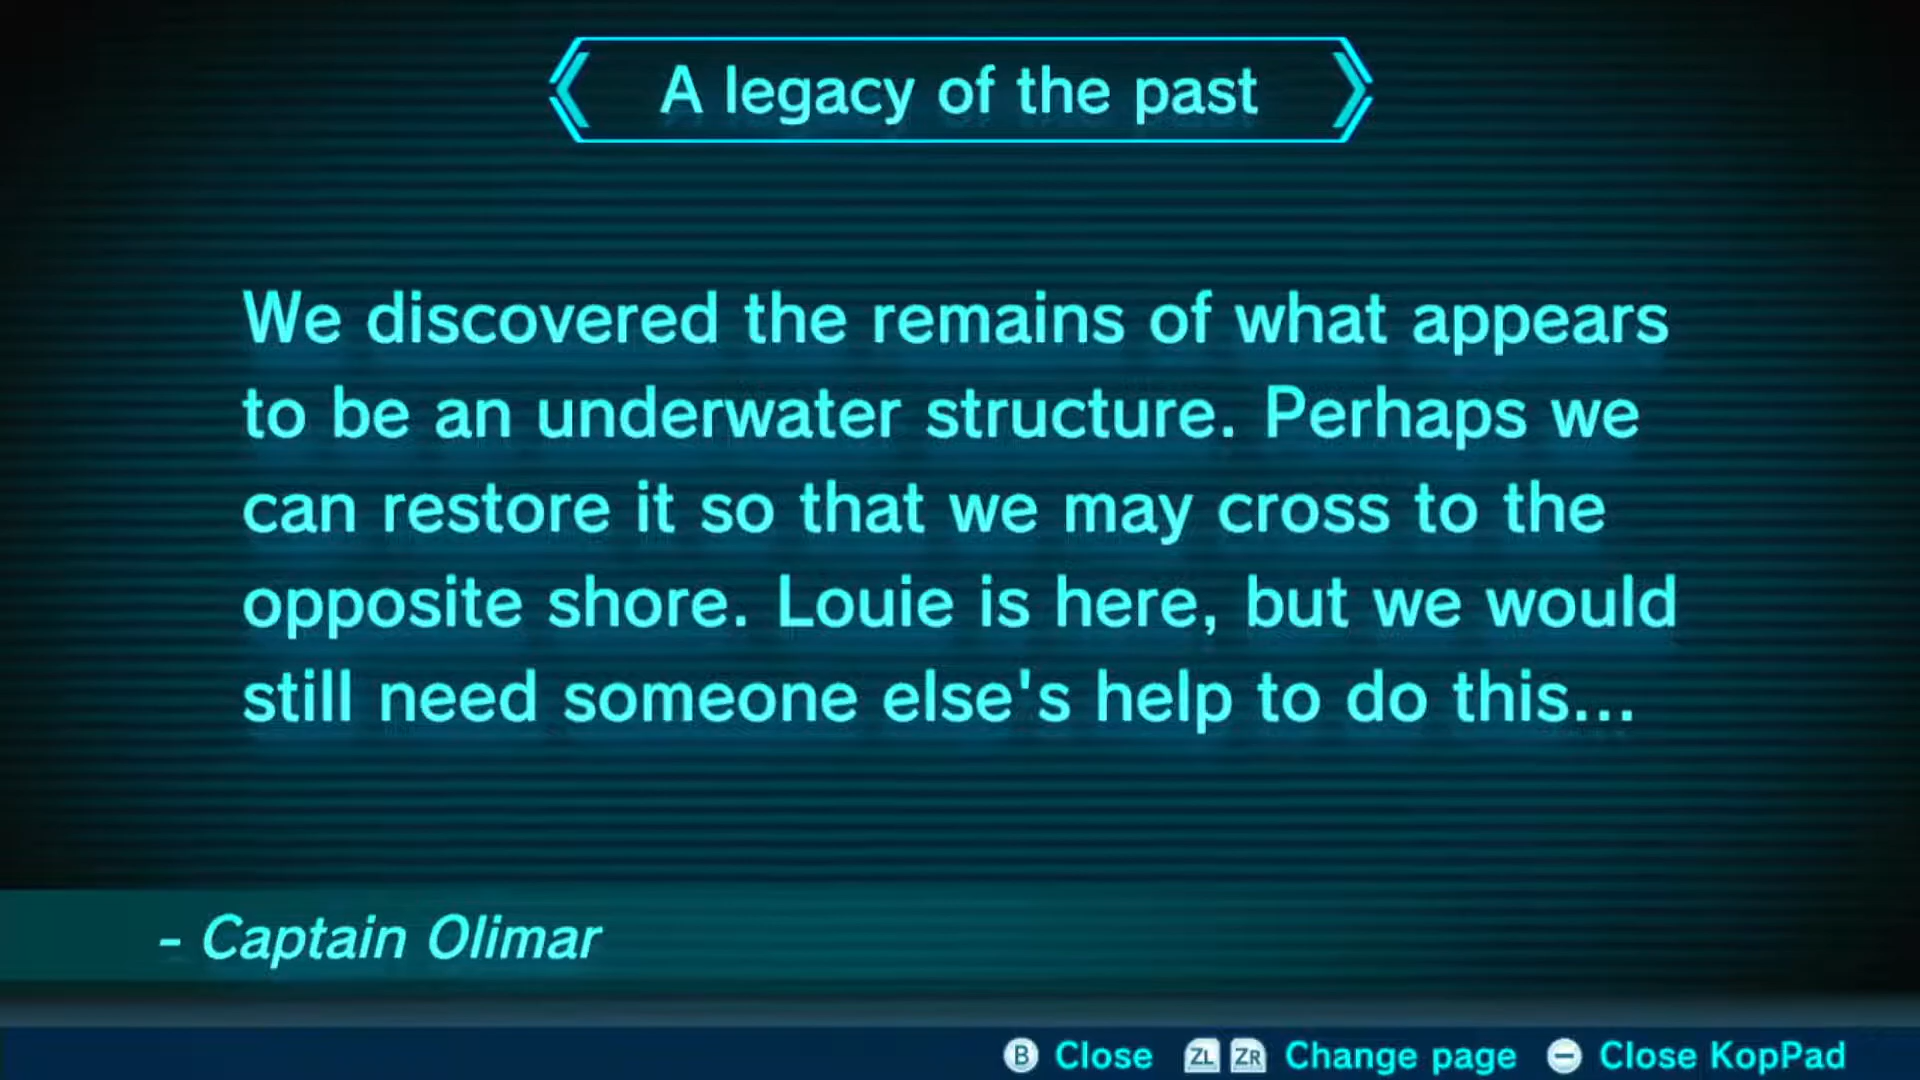 A legacy of the past
We discovered the remains of what appears
to be an underwater structure. Perhaps we
can restore it so that we may cross to the
opposite shore. Louie is here, but we would
still need someone else's help to do this...
- Captain Olimar
B Close ZL ZR Change page - Close KopPad